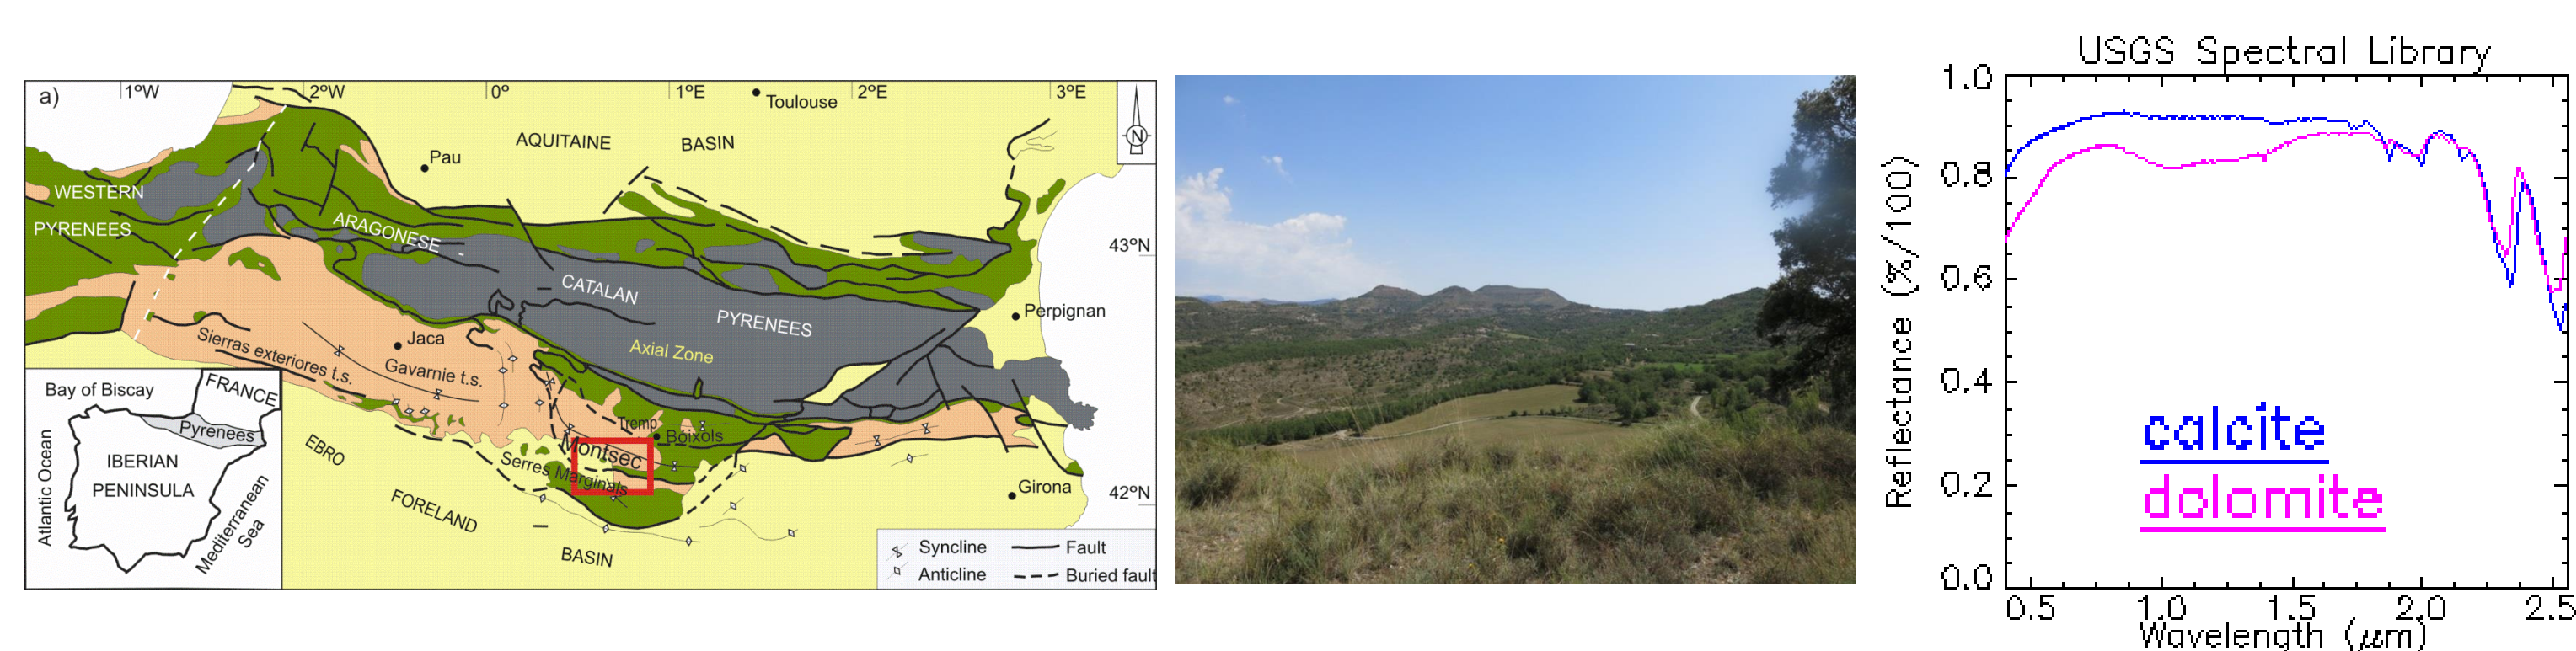 a)
1ºW
2ºW
0º
1ºE
2ºE
3ºE
Toulouse
N
AQUITAINE BASIN
Pau
WESTERN
PYRENEES
ARAGONESE
43ºN
CATALAN
PYRENEES
Perpignan
Axial Zone
Jaca
Sierras exteriores t.s.
Gavarnie t.s.
Bay of Biscay
FRANCE
Pyrenees
Atlantic Ocean
IBERIAN
PENINSULA
Mediterranean
Sea
Tremp
Bóixols
Montsec
Serres Marginals
EBRO
FORELAND
BASIN
Girona
42ºN
Syncline
Fault
Anticline
Buried fault
USGS Spectral Library
Reflectance (%/100)
1.0
0.8
0.6
0.4
0.2
0.0
calcite
dolomite
0.5 1.0 1.5 2.0 2.5
Wavelength (μm)